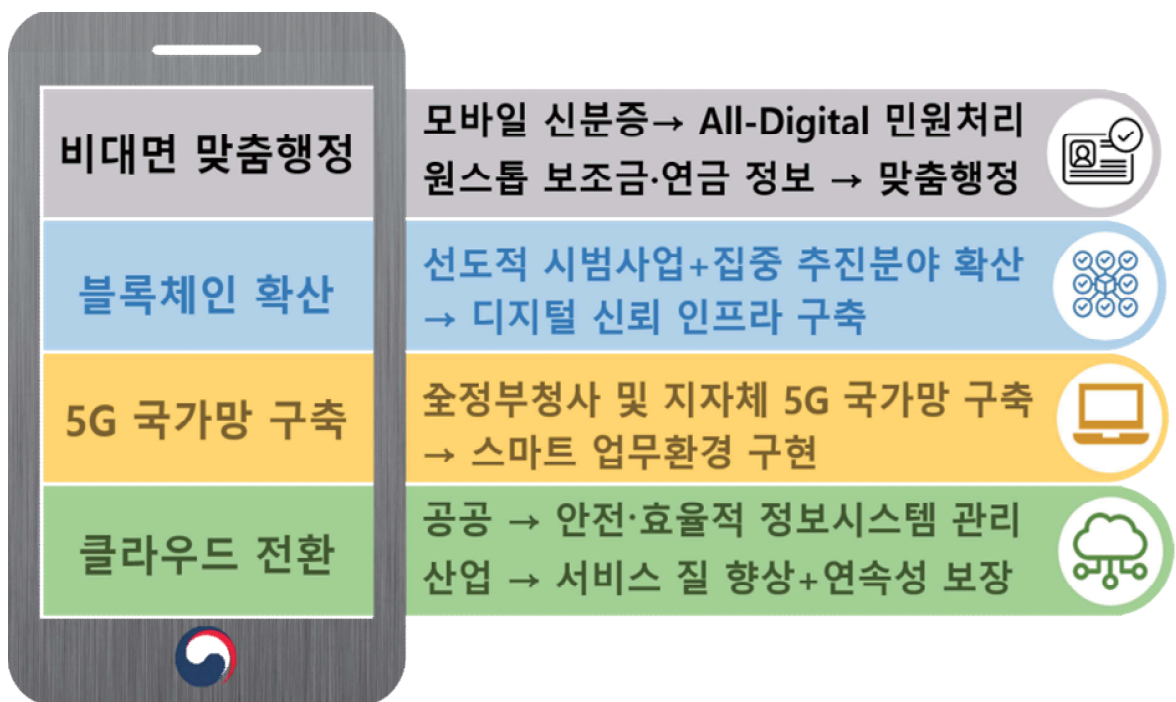 비대면 맞춤행정
모바일 신분증→ All-Digital 민원처리
원스톱 보조금·연금 정보 → 맞춤행정
블록체인 확산
선도적 시범사업+집중 추진분야 확산
→ 디지털 신뢰 인프라 구축
5G 국가망 구축
全정부청사 및 지자체 5G 국가망 구축
→ 스마트 업무환경 구현
클라우드 전환
공공 → 안전·효율적 정보시스템 관리
산업 → 서비스 질 향상+연속성 보장